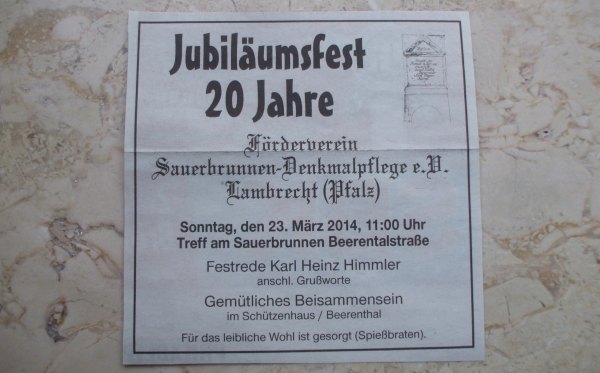 Jubiläumsfest
20 Jahre
Förderverein
Sauerbrunnen-Denkmalpflege e.V.
Lambrecht (Pfalz)
Sonntag, den 23. März 2014, 11:00 Uhr
Treff am Sauerbrunnen Beerentalstraße
Festrede Karl Heinz Himmler
anschl. Grußworte
Gemütliches Beisammensein
im Schützenhaus / Beerenthal
Für das leibliche Wohl ist gesorgt (Spießbraten).